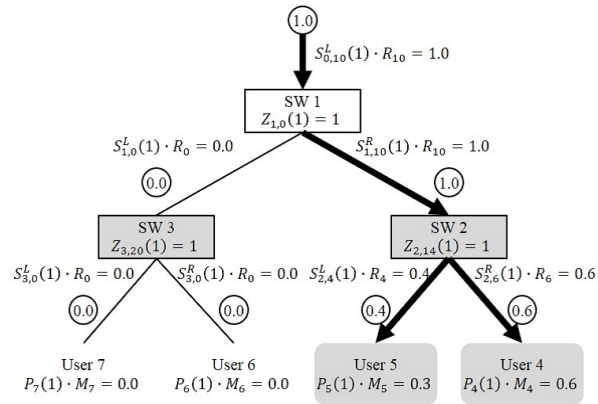 1.0
S^L_{0,10}(1) · R_{10} = 1.0
SW 1
Z_{1,0}(1) = 1
S^L_{1,0}(1) · R_0 = 0.0
S^R_{1,10}(1) · R_{10} = 1.0
0.0
1.0
SW 3
Z_{3,20}(1) = 1
SW 2
Z_{2,14}(1) = 1
S^L_{3,0}(1) · R_0 = 0.0
S^R_{3,0}(1) · R_0 = 0.0
S^L_{2,4}(1) · R_4 = 0.4
S^R_{2,6}(1) · R_6 = 0.6
0.0
0.0
0.4
0.6
User 7
P_7(1) · M_7 = 0.0
User 6
P_6(1) · M_6 = 0.0
User 5
P_5(1) · M_5 = 0.3
User 4
P_4(1) · M_4 = 0.6